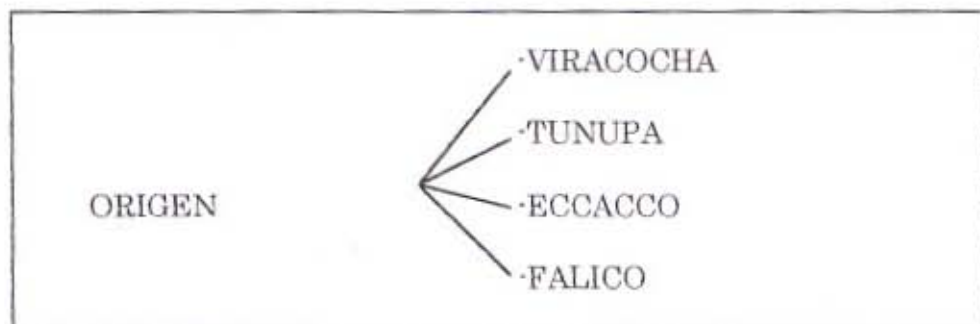 ·VIRACOCHA
·TUNUPA
ORIGEN
·ECCACCO
·FALICO